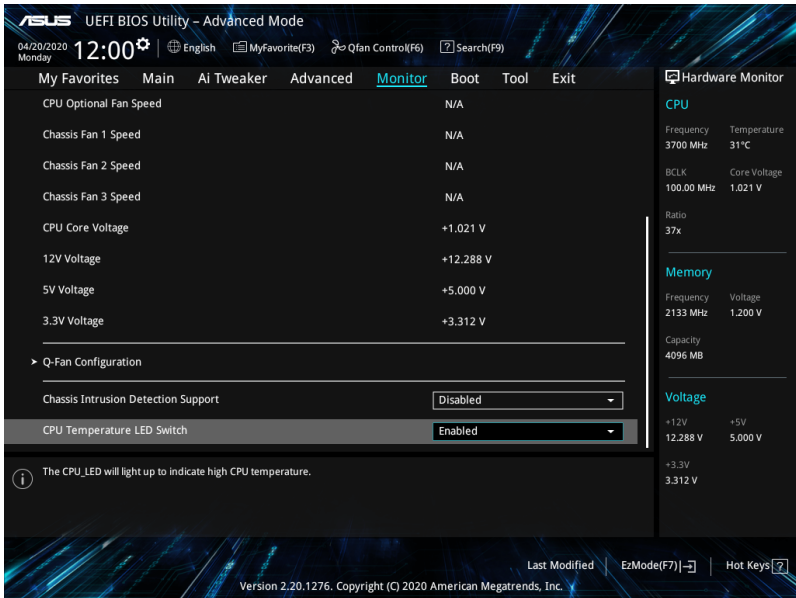 ASUS UEFI BIOS Utility – Advanced Mode
04/20/2020 Monday 12:00 English MyFavorite(F3) Qfan Control(F6) ? Search(F9)
My Favorites Main Ai Tweaker Advanced Monitor Boot Tool Exit
CPU Optional Fan Speed N/A
Chassis Fan 1 Speed N/A
Chassis Fan 2 Speed N/A
Chassis Fan 3 Speed N/A
CPU Core Voltage +1.021 V
12V Voltage +12.288 V
5V Voltage +5.000 V
3.3V Voltage +3.312 V
Q-Fan Configuration
Chassis Intrusion Detection Support Disabled
CPU Temperature LED Switch Enabled
The CPU_LED will light up to indicate high CPU temperature.
Hardware Monitor
CPU
Frequency Temperature
3700 MHz 31°C
BCLK Core Voltage
100.00 MHz 1.021 V
Ratio
37x
Memory
Frequency Voltage
2133 MHz 1.200 V
Capacity
4096 MB
Voltage
+12V +5V
12.288 V 5.000 V
+3.3V
3.312 V
Last Modified EzMode(F7) Hot Keys ?
Version 2.20.1276. Copyright (C) 2020 American Megatrends, Inc.